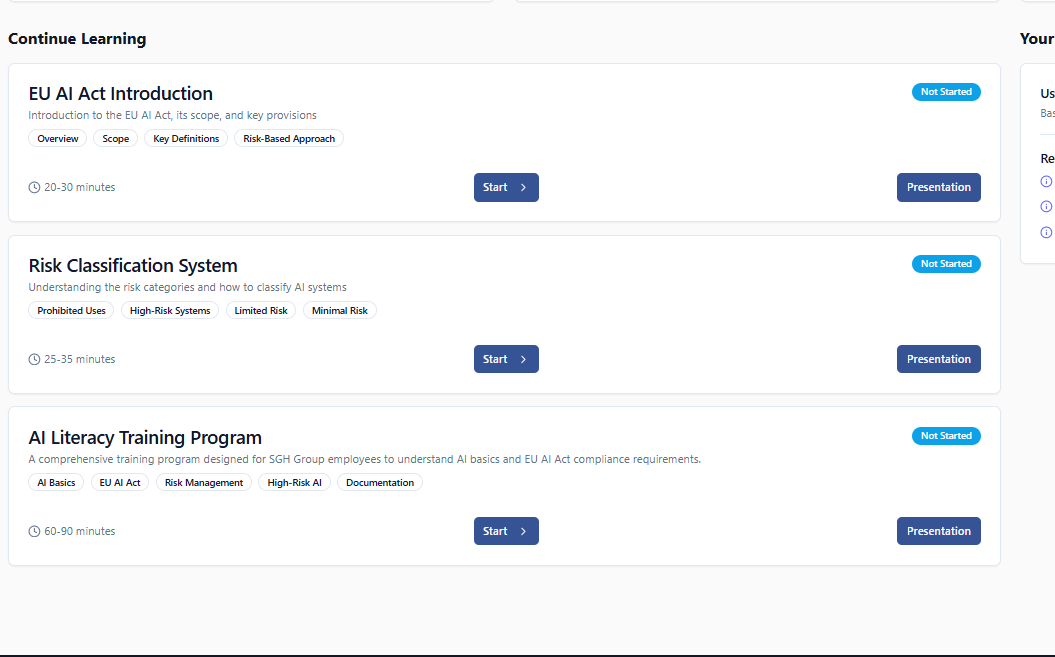 Continue Learning
Your
EU AI Act Introduction
Not Started
Introduction to the EU AI Act, its scope, and key provisions
Overview Scope Key Definitions Risk-Based Approach
20-30 minutes Start Presentation
Risk Classification System
Not Started
Understanding the risk categories and how to classify AI systems
Prohibited Uses High-Risk Systems Limited Risk Minimal Risk
25-35 minutes Start Presentation
AI Literacy Training Program
Not Started
A comprehensive training program designed for SGH Group employees to understand AI basics and EU AI Act compliance requirements.
AI Basics EU AI Act Risk Management High-Risk AI Documentation
60-90 minutes Start Presentation
Us
Bas
Re